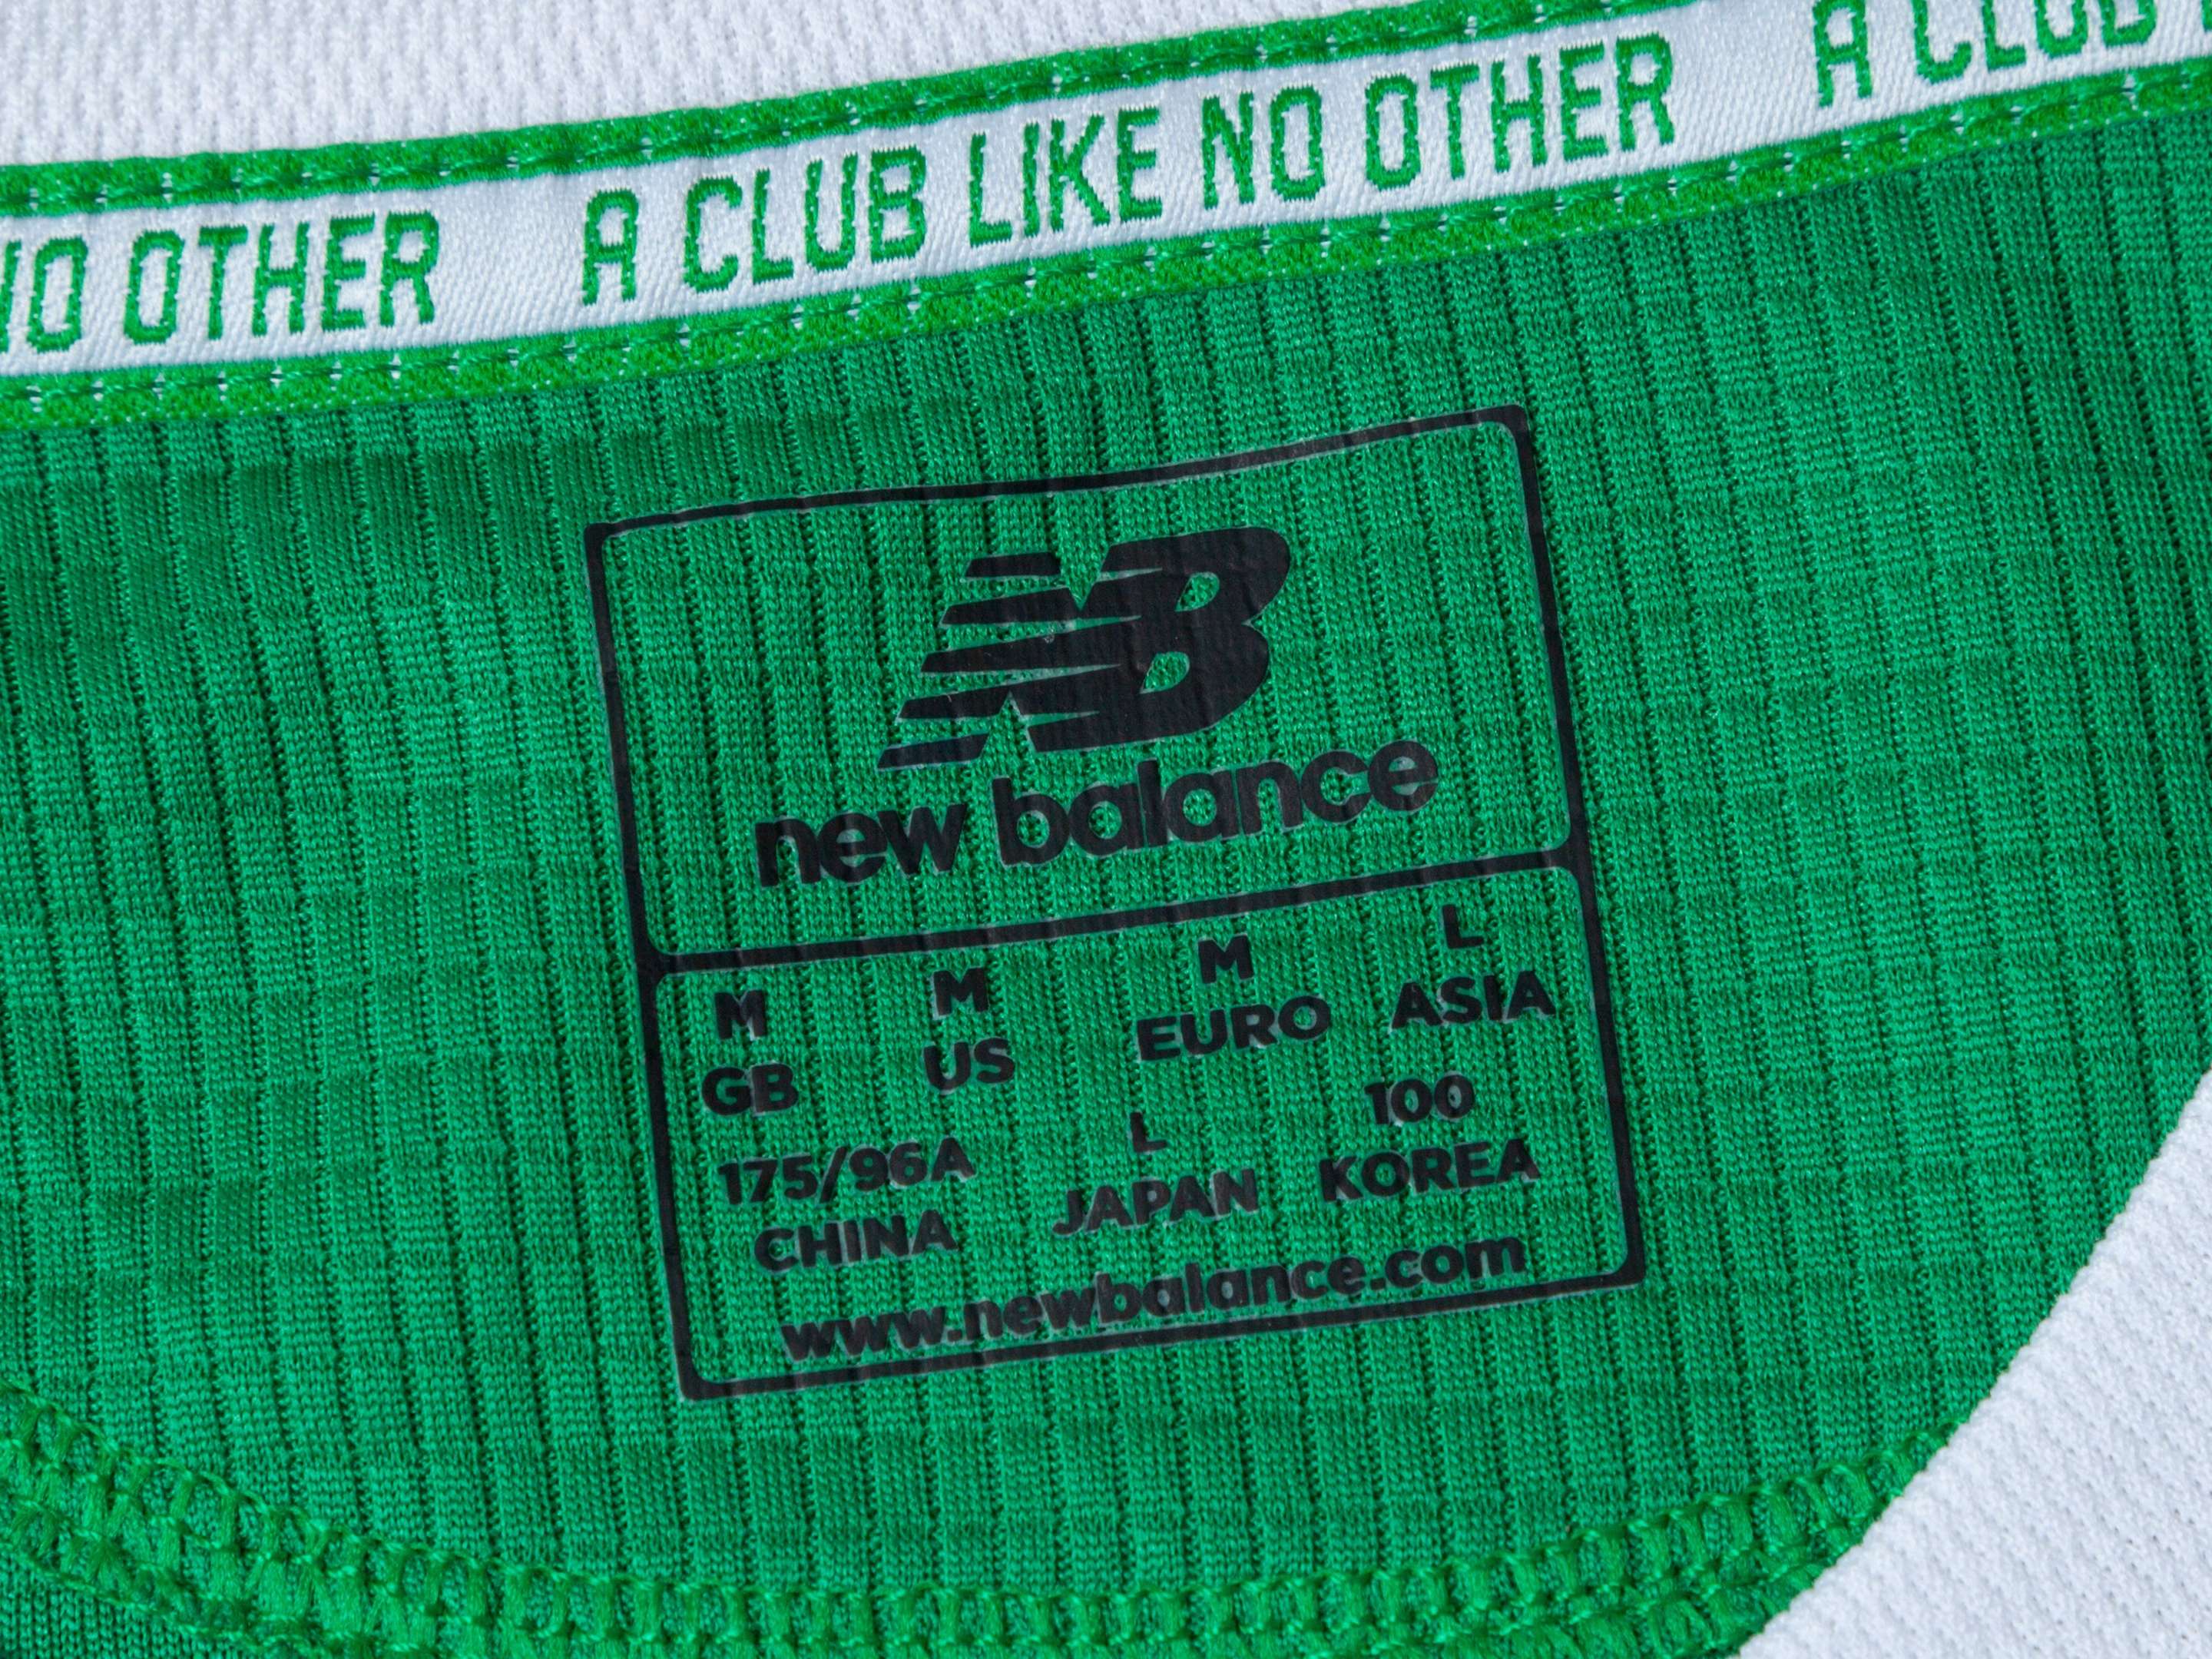 NO OTHER A CLUB LIKE NO OTHER A CLUB
NB
new balance
M M M L
GB US EURO ASIA
175/96A L 100
CHINA JAPAN KOREA
www.newbalance.com